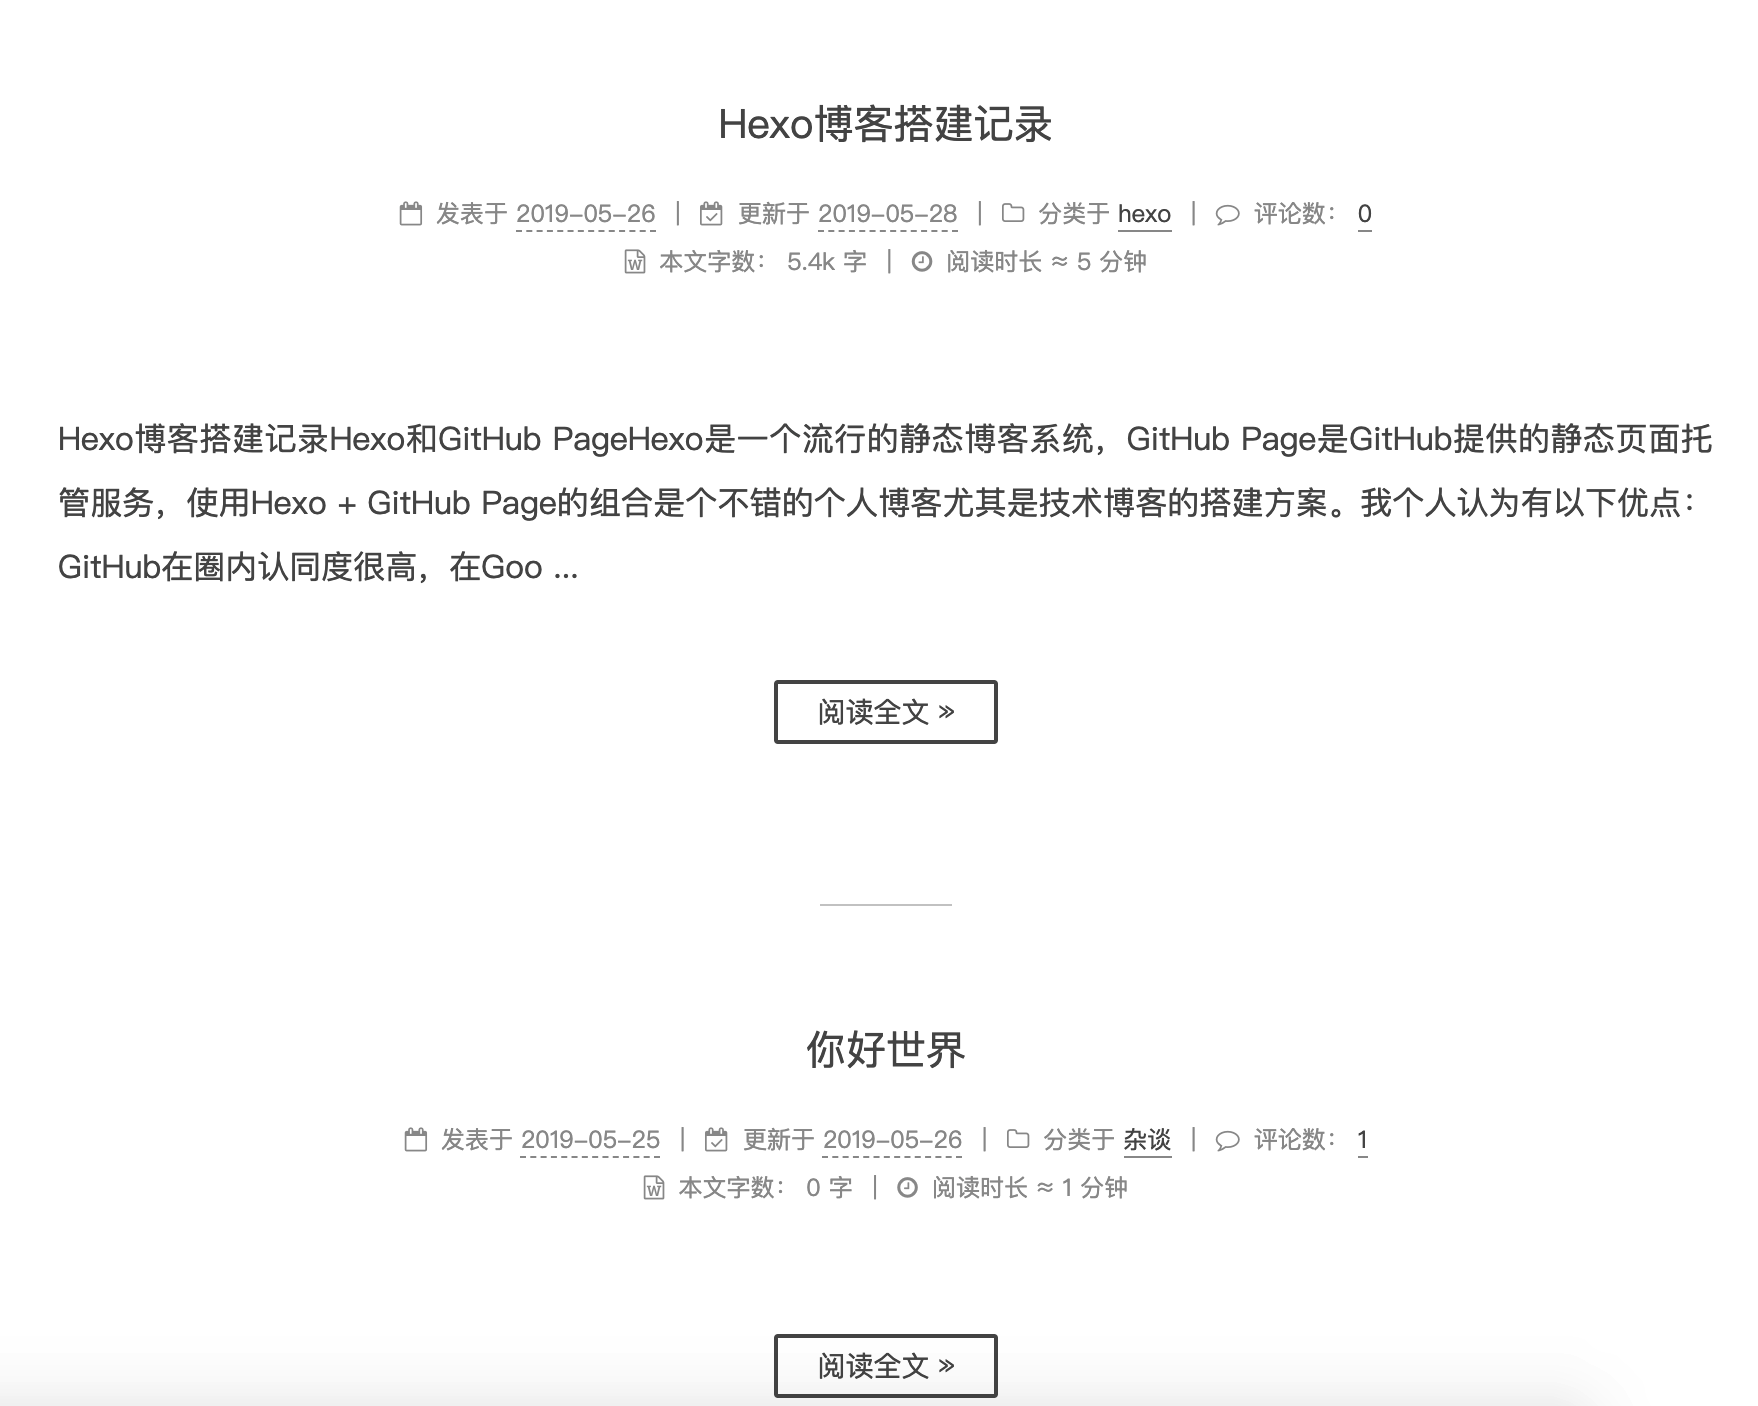 Hexo博客搭建记录
发表于 2019-05-26 | 更新于 2019-05-28 | 分类于 hexo | 评论数： 0
本文字数： 5.4k 字 | 阅读时长 ≈ 5 分钟
Hexo博客搭建记录Hexo和GitHub PageHexo是一个流行的静态博客系统，GitHub Page是GitHub提供的静态页面托
管服务，使用Hexo + GitHub Page的组合是个不错的个人博客尤其是技术博客的搭建方案。我个人认为有以下优点：
GitHub在圈内认同度很高，在Goo ...
阅读全文 »
你好世界
发表于 2019-05-25 | 更新于 2019-05-26 | 分类于 杂谈 | 评论数： 1
本文字数： 0 字 | 阅读时长 ≈ 1 分钟
阅读全文 »